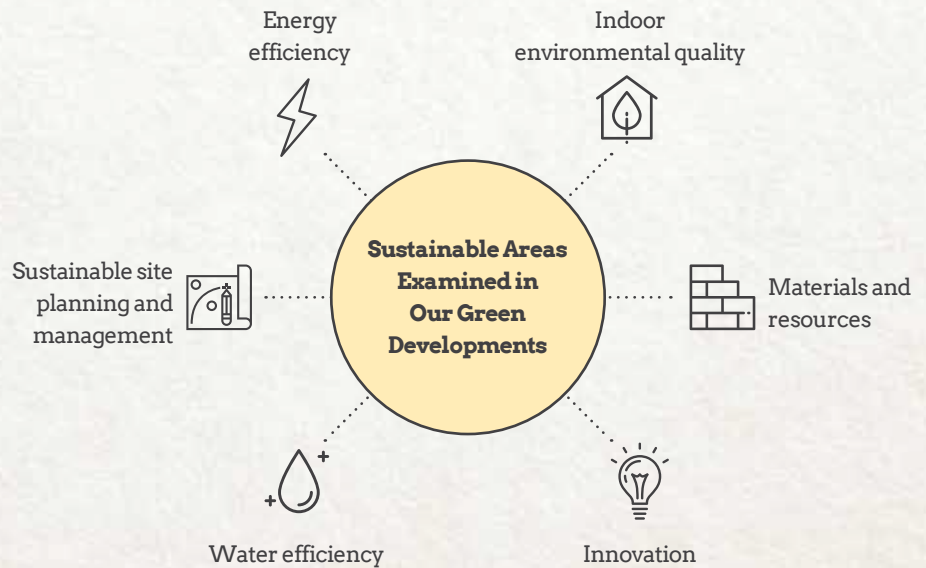 Energy
efficiency
Indoor
environmental quality
Sustainable Areas
Examined in
Our Green
Developments
Sustainable site
planning and
management
Materials and
resources
Water efficiency
Innovation